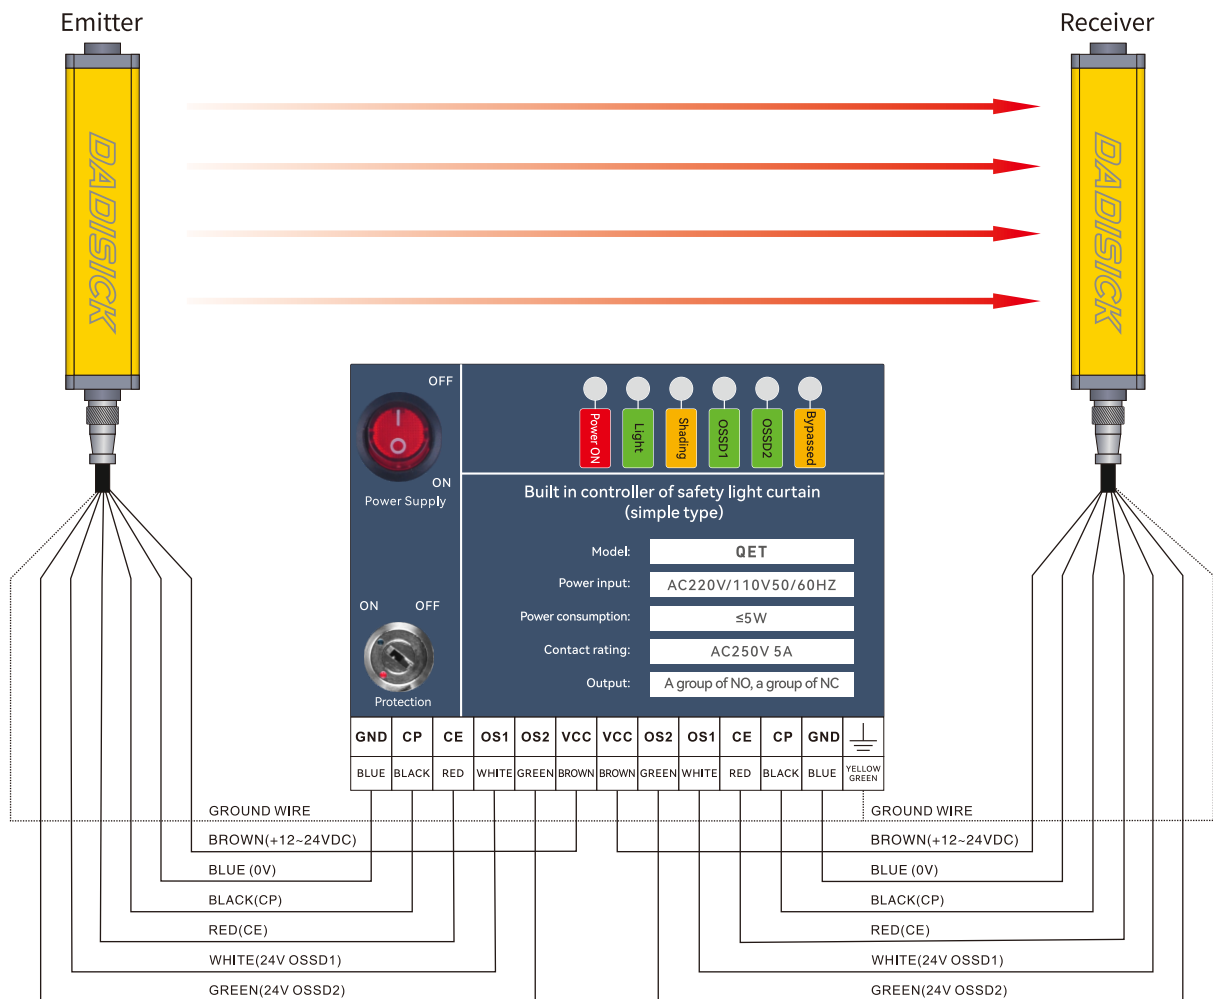 Emitter
Receiver
DADISICK
DADISICK
OFF
ON
Power Supply
Power ON
Light
Shading
OSSD1
OSSD2
Bypassed
Built in controller of safety light curtain
(simple type)
Model: QET
Power input: AC220V/110V50/60HZ
Power consumption: ≤5W
Contact rating: AC250V 5A
Output: A group of NO, a group of NC
ON OFF
Protection
GND CP CE OS1 OS2 VCC VCC OS2 OS1 CE CP GND
BLUE BLACK RED WHITE GREEN BROWN BROWN GREEN WHITE RED BLACK BLUE YELLOW
GREEN
GROUND WIRE
BROWN(+12~24VDC)
BLUE (0V)
BLACK(CP)
RED(CE)
WHITE(24V OSSD1)
GREEN(24V OSSD2)
GROUND WIRE
BROWN(+12~24VDC)
BLUE (0V)
BLACK(CP)
RED(CE)
WHITE(24V OSSD1)
GREEN(24V OSSD2)